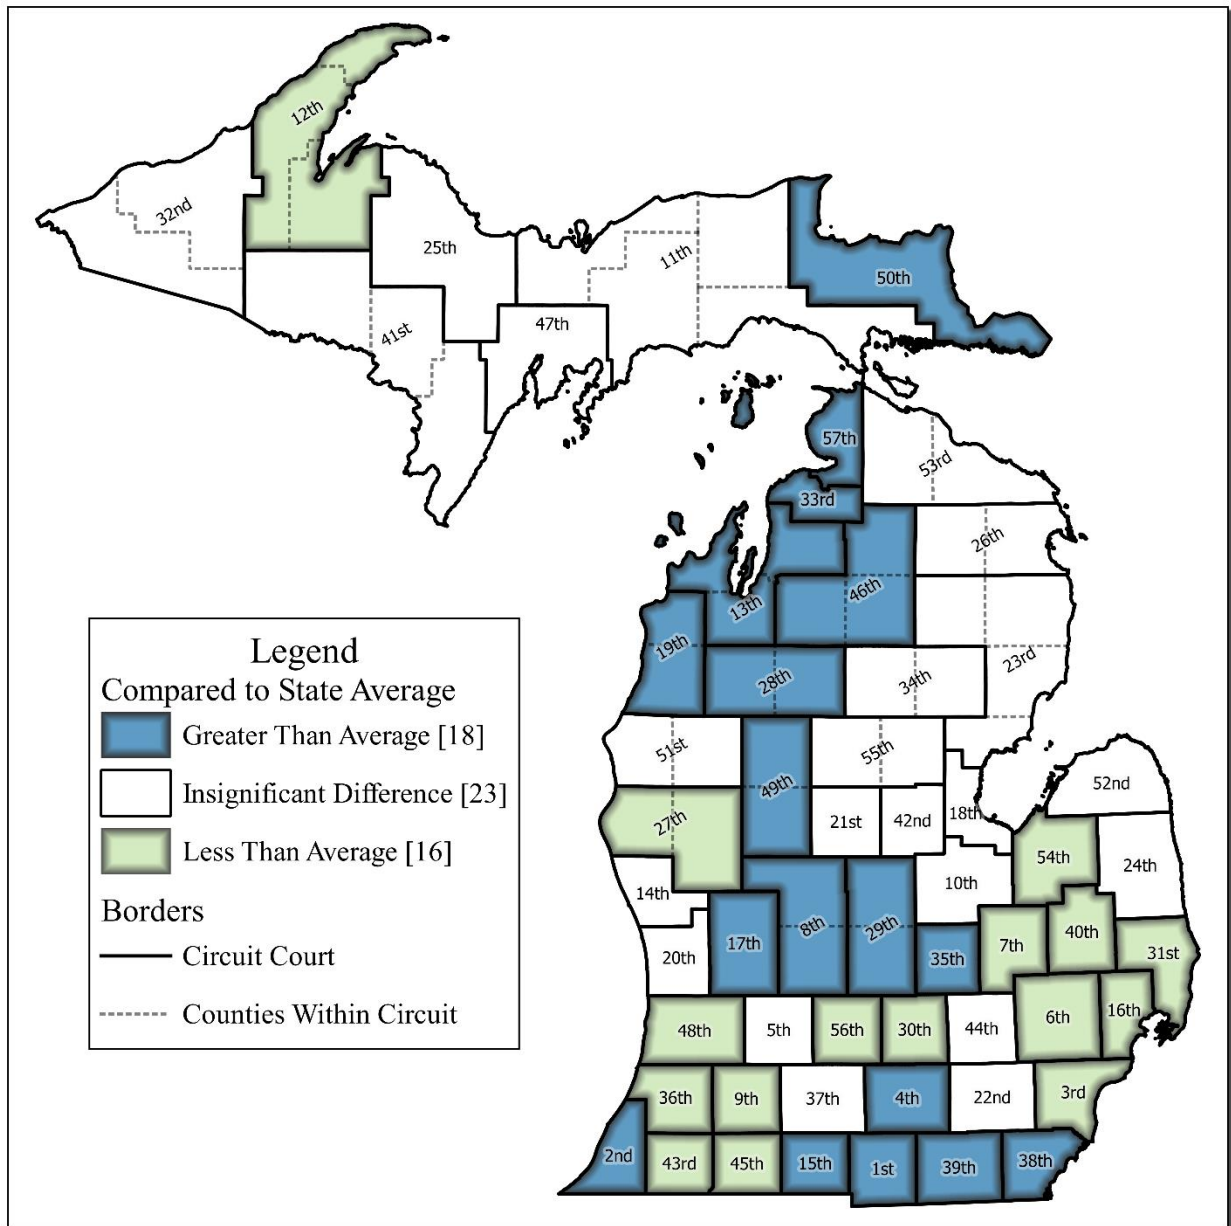 12th
32nd
25th
11th
50th
41st
47th
57th
53rd
33rd
26th
46th
13th
19th
28th
34th
23rd
Legend
Compared to State Average
Greater Than Average [18]
Insignificant Difference [23]
Less Than Average [16]
Borders
Circuit Court
Counties Within Circuit
51st
55th
49th
52nd
27th
21st
42nd
18th
54th
24th
14th
10th
17th
8th
29th
7th
40th
20th
35th
31st
48th
5th
56th
30th
44th
6th
16th
36th
9th
37th
4th
22nd
3rd
2nd
43rd
45th
15th
1st
39th
38th